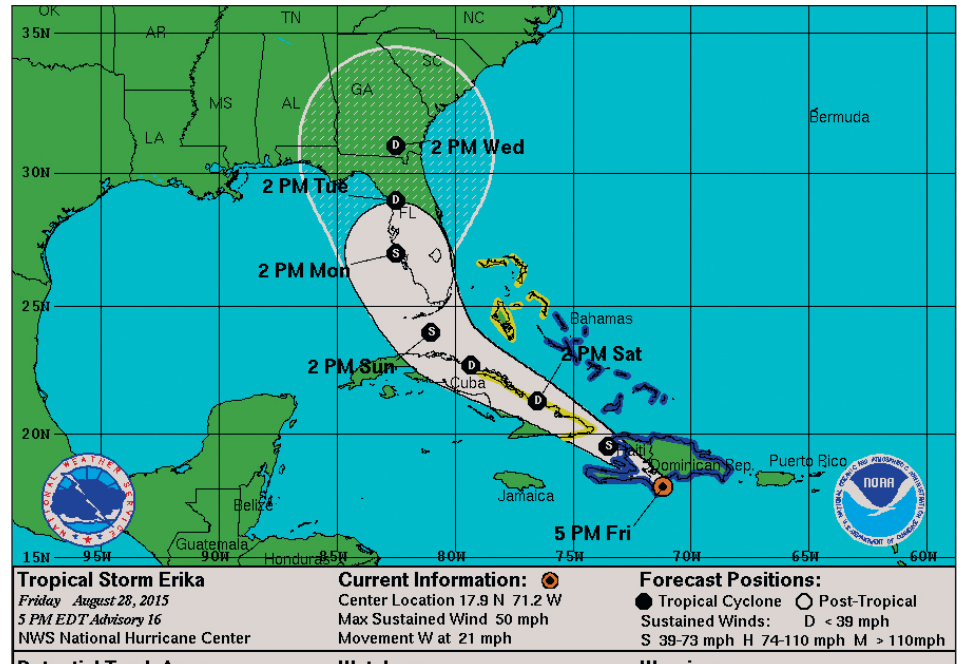 OK
TN
NC
35N
AR
SC
MS
AL
GA
Bermuda
LA
D
2 PM Wed
30N
2 PM Tue
D
FL
S
2 PM Mon
25N
Bahamas
S
2 PM Sat
2 PM Sun
D
Cuba
D
20N
S
Haiti
Dominican Rep.
Puerto Rico
NATIONAL WEATHER SERVICE
Jamaica
NOAA
Belize
5 PM Fri
Guatemala
Honduras
15N 95W 90W 85W 80W 75W 70W 65W 60W
Tropical Storm Erika
Friday August 28, 2015
5 PM EDT Advisory 16
NWS National Hurricane Center
Current Information:
Center Location 17.9 N 71.2 W
Max Sustained Wind 50 mph
Movement W at 21 mph
Forecast Positions:
Tropical Cyclone Post-Tropical
Sustained Winds: D < 39 mph
S 39-73 mph H 74-110 mph M > 110mph